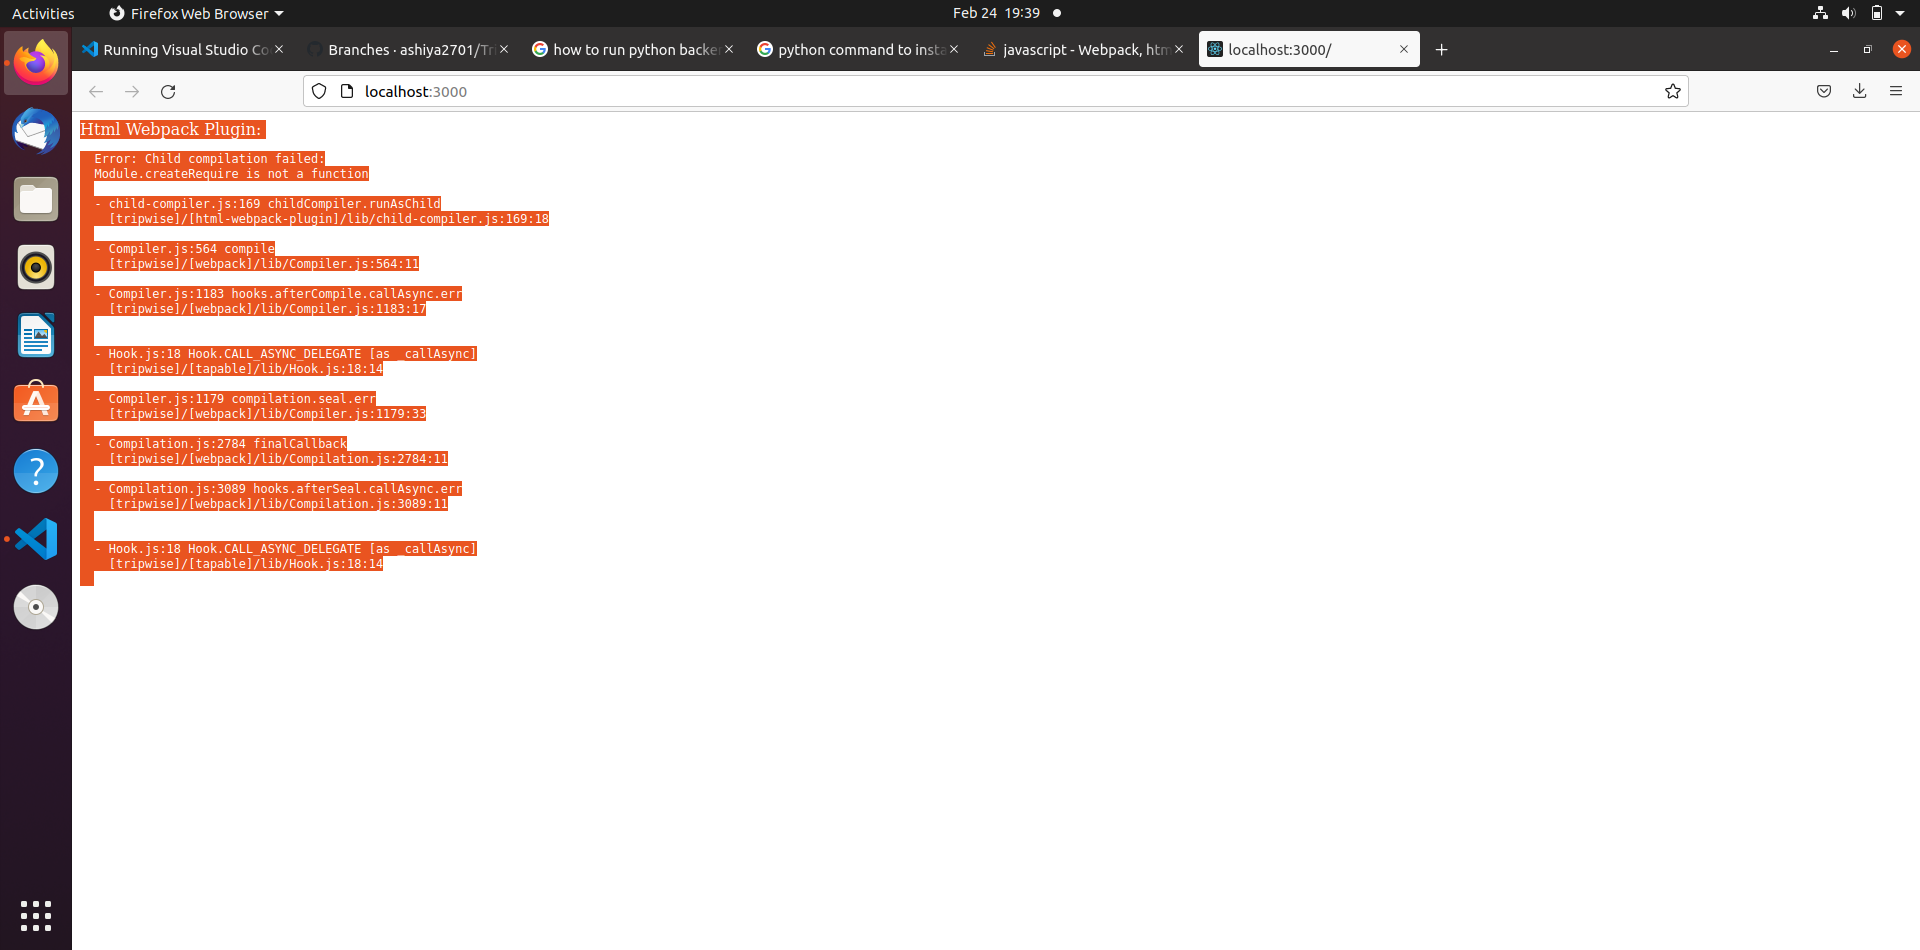 Activities
Firefox Web Browser
Feb 24 19:39
Running Visual Studio Co
Branches · ashiya2701/Tri
how to run python backe
python command to insta
javascript - Webpack, htm
localhost:3000/
localhost:3000
Html Webpack Plugin:
Error: Child compilation failed:
Module.createRequire is not a function
- child-compiler.js:169 childCompiler.runAsChild
[tripwise]/[html-webpack-plugin]/lib/child-compiler.js:169:18
- Compiler.js:564 compile
[tripwise]/[webpack]/lib/Compiler.js:564:11
- Compiler.js:1183 hooks.afterCompile.callAsync.err
[tripwise]/[webpack]/lib/Compiler.js:1183:17
- Hook.js:18 Hook.CALL_ASYNC_DELEGATE [as _callAsync]
[tripwise]/[tapable]/lib/Hook.js:18:14
- Compiler.js:1179 compilation.seal.err
[tripwise]/[webpack]/lib/Compiler.js:1179:33
- Compilation.js:2784 finalCallback
[tripwise]/[webpack]/lib/Compilation.js:2784:11
- Compilation.js:3089 hooks.afterSeal.callAsync.err
[tripwise]/[webpack]/lib/Compilation.js:3089:11
- Hook.js:18 Hook.CALL_ASYNC_DELEGATE [as _callAsync]
[tripwise]/[tapable]/lib/Hook.js:18:14